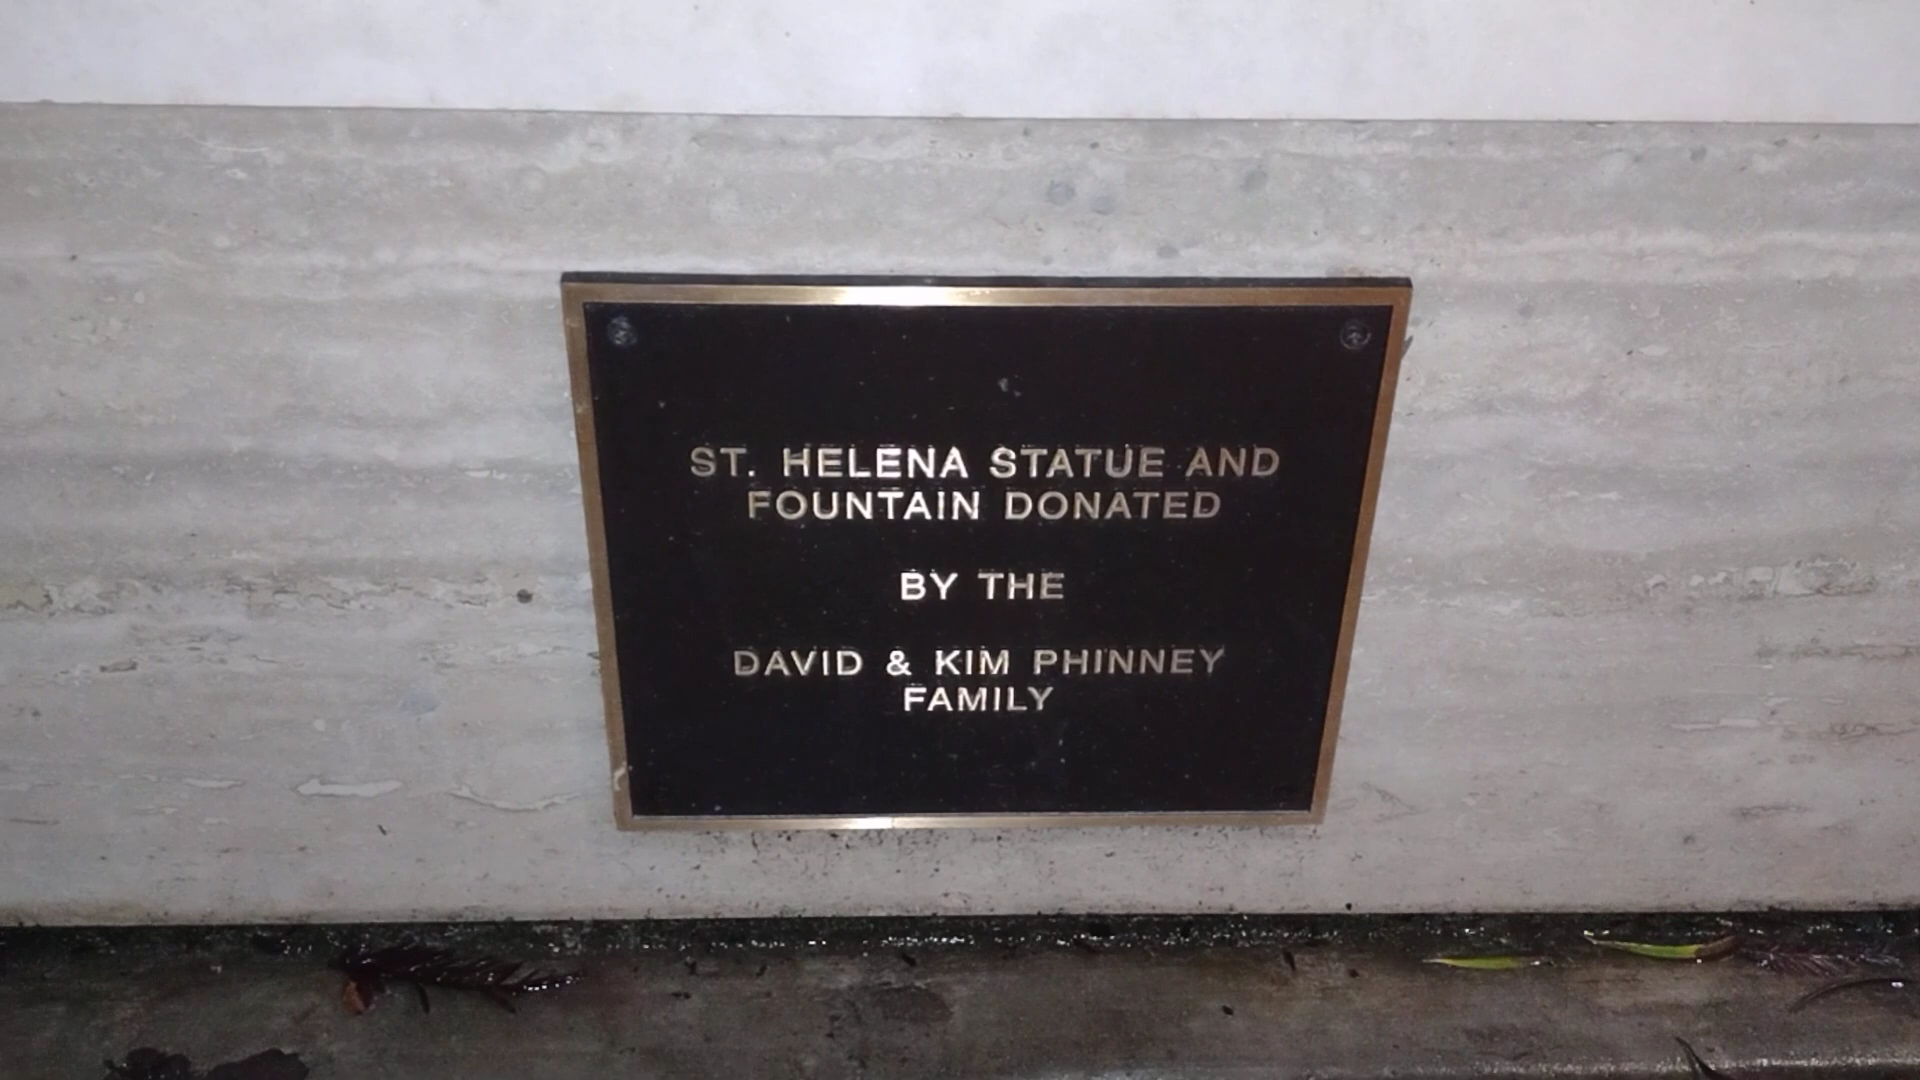 ST. HELENA STATUE AND
FOUNTAIN DONATED
BY THE
DAVID & KIM PHINNEY
FAMILY